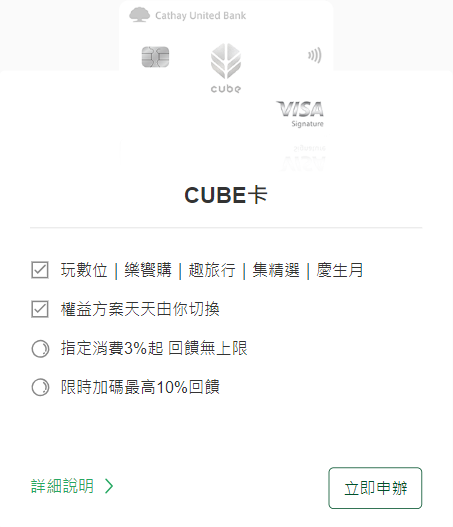 Cathay United Bank
cube
VISA
Signature
CUBE卡
玩數位｜樂饗購｜趣旅行｜集精選｜慶生月
權益方案天天由你切換
指定消費3%起 回饋無上限
限時加碼最高10%回饋
詳細說明
立即申辦